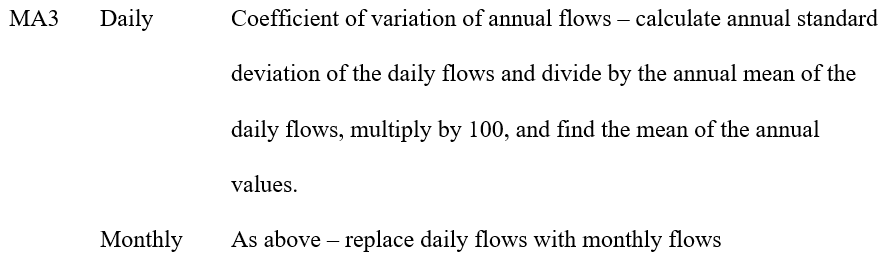 MA3 Daily Coefficient of variation of annual flows – calculate annual standard
deviation of the daily flows and divide by the annual mean of the
daily flows, multiply by 100, and find the mean of the annual
values.
Monthly As above – replace daily flows with monthly flows